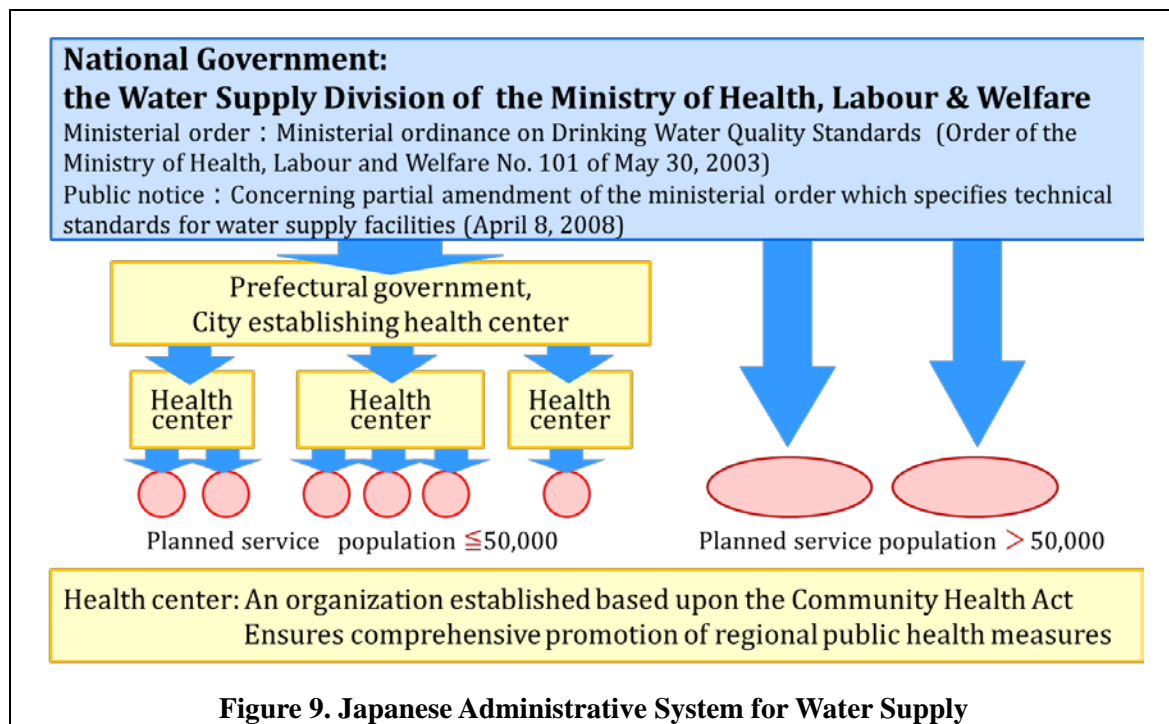 National Government:
the Water Supply Division of the Ministry of Health, Labour & Welfare
Ministerial order：Ministerial ordinance on Drinking Water Quality Standards (Order of the
Ministry of Health, Labour and Welfare No. 101 of May 30, 2003)
Public notice：Concerning partial amendment of the ministerial order which specifies technical
standards for water supply facilities (April 8, 2008)
Prefectural government,
City establishing health center
Health
center
Health
center
Health
center
Planned service population ≦50,000
Planned service population ＞50,000
Health center: An organization established based upon the Community Health Act
Ensures comprehensive promotion of regional public health measures
Figure 9. Japanese Administrative System for Water Supply